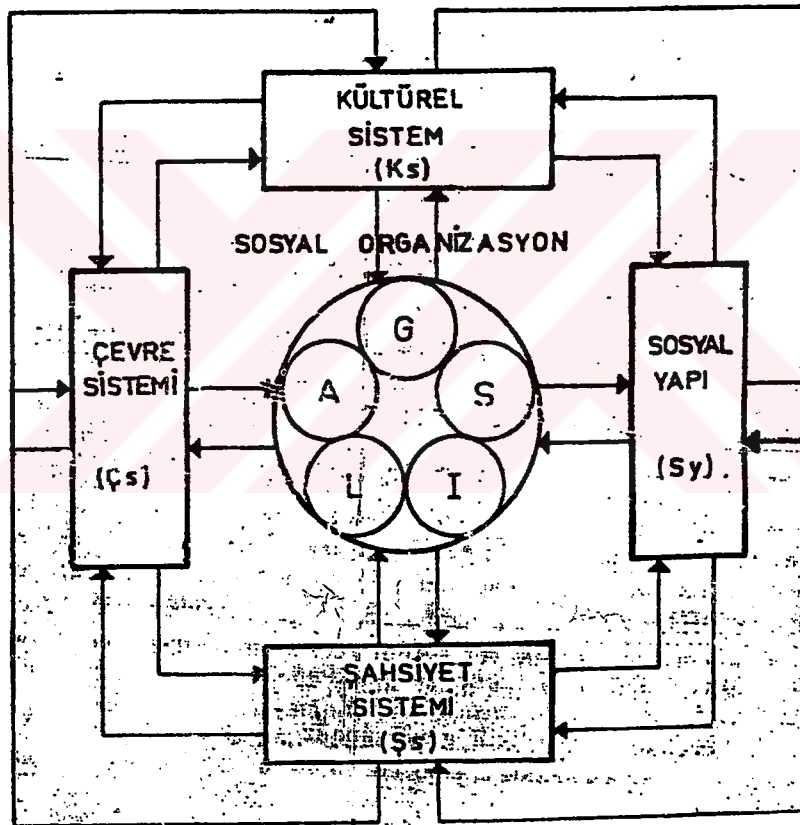 KÜLTÜREL
SİSTEM
(Ks)
SOSYAL ORGANİZASYON
G
A
S
L
I
ÇEVRE
SİSTEMİ
(Çs)
SOSYAL
YAPI
(Sy)
ŞAHSİYET
SİSTEMİ
(Şs)